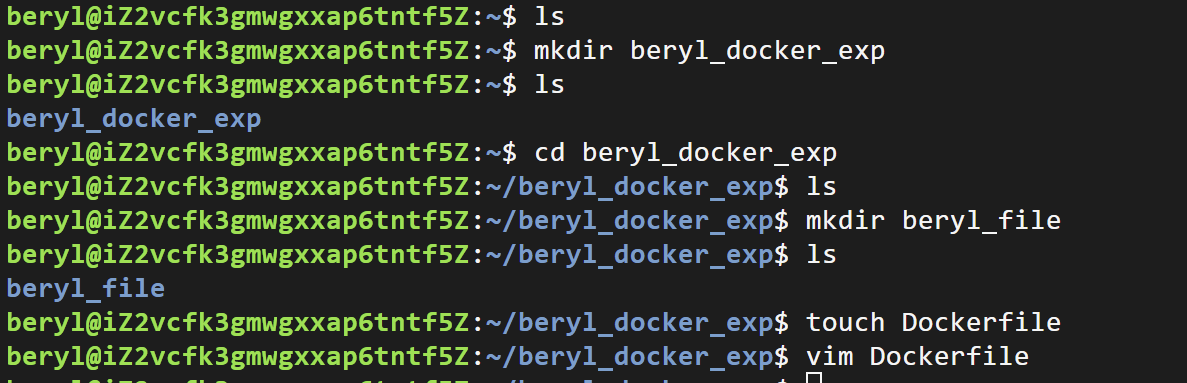 beryl@iZ2vcfk3gmwgxxap6tntf5Z:~$ ls
beryl@iZ2vcfk3gmwgxxap6tntf5Z:~$ mkdir beryl_docker_exp
beryl@iZ2vcfk3gmwgxxap6tntf5Z:~$ ls
beryl_docker_exp
beryl@iZ2vcfk3gmwgxxap6tntf5Z:~$ cd beryl_docker_exp
beryl@iZ2vcfk3gmwgxxap6tntf5Z:~/beryl_docker_exp$ ls
beryl@iZ2vcfk3gmwgxxap6tntf5Z:~/beryl_docker_exp$ mkdir beryl_file
beryl@iZ2vcfk3gmwgxxap6tntf5Z:~/beryl_docker_exp$ ls
beryl_file
beryl@iZ2vcfk3gmwgxxap6tntf5Z:~/beryl_docker_exp$ touch Dockerfile
beryl@iZ2vcfk3gmwgxxap6tntf5Z:~/beryl_docker_exp$ vim Dockerfile